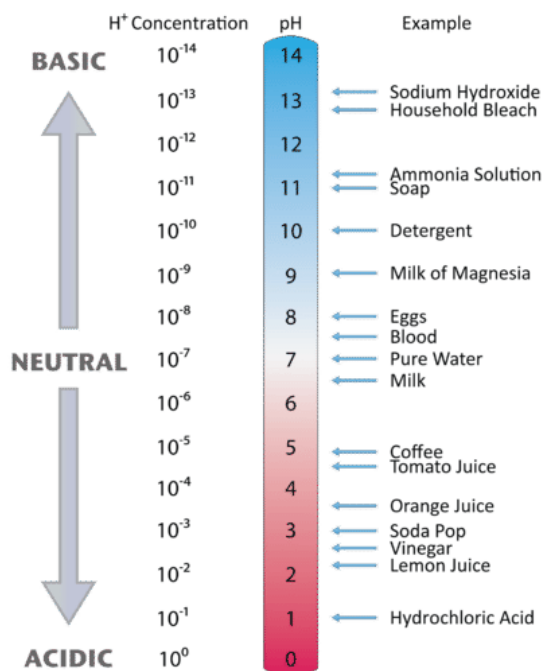 H⁺ Concentration pH Example
BASIC 10⁻¹⁴ 14
Sodium Hydroxide
10⁻¹³ 13
Household Bleach
10⁻¹² 12
Ammonia Solution
10⁻¹¹ 11 Soap
10⁻¹⁰ 10 Detergent
10⁻⁹ 9 Milk of Magnesia
10⁻⁸ 8 Eggs
Blood
NEUTRAL 10⁻⁷ 7 Pure Water
Milk
10⁻⁶ 6
10⁻⁵ 5 Coffee
Tomato Juice
10⁻⁴ 4
Orange Juice
10⁻³ 3 Soda Pop
Vinegar
Lemon Juice
10⁻² 2
10⁻¹ 1 Hydrochloric Acid
ACIDIC 10⁰ 0